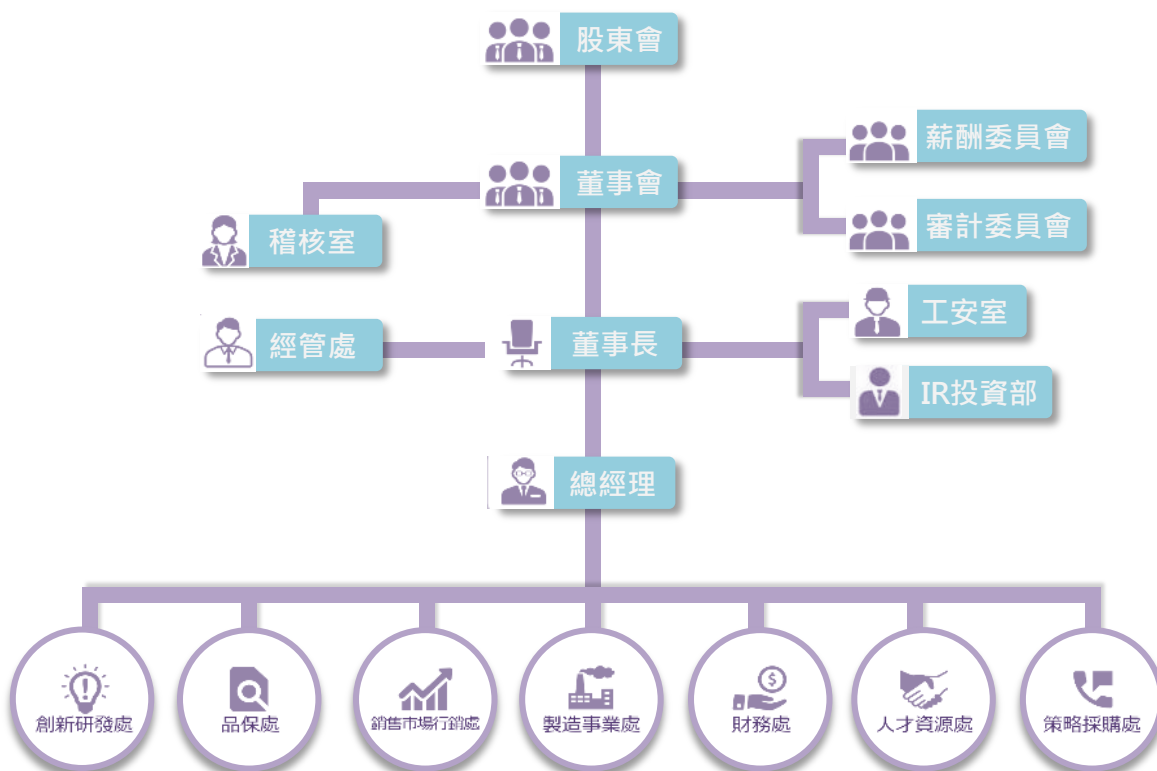 股東會
薪酬委員會
董事會
審計委員會
稽核室
工安室
經管處
董事長
IR投資部
總經理
創新研發處
品保處
銷售市場行銷處
製造事業處
財務處
人才資源處
策略採購處